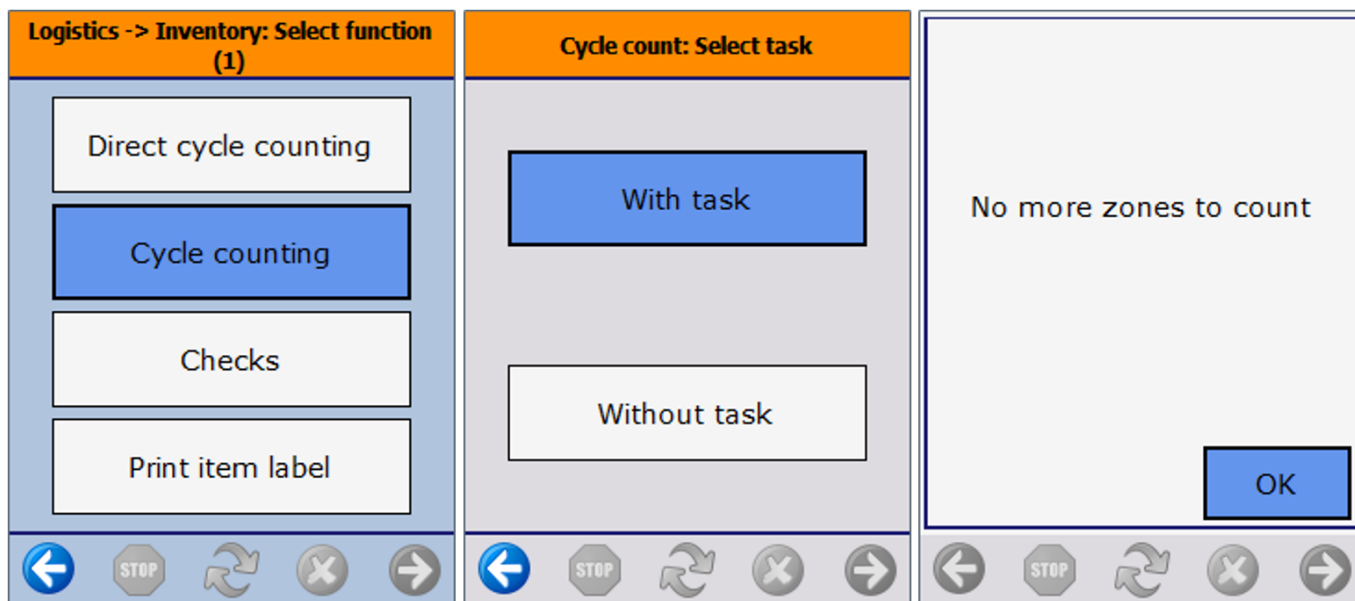 Logistics -> Inventory: Select function
(1)
Direct cycle counting
Cycle counting
Checks
Print item label
STOP
Cycle count: Select task
With task
Without task
STOP
No more zones to count
OK
STOP